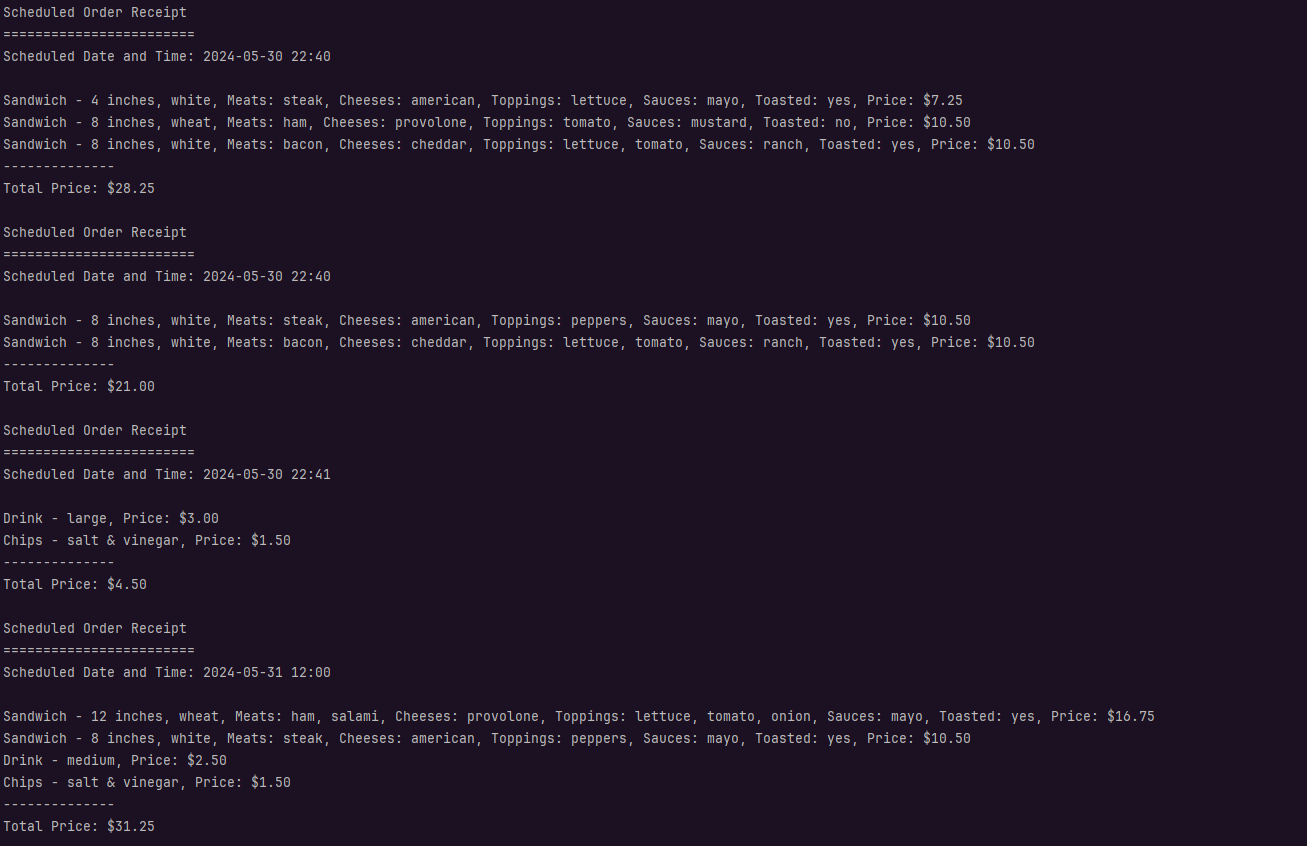 Scheduled Order Receipt
========================
Scheduled Date and Time: 2024-05-30 22:40
Sandwich - 4 inches, white, Meats: steak, Cheeses: american, Toppings: lettuce, Sauces: mayo, Toasted: yes, Price: $7.25
Sandwich - 8 inches, wheat, Meats: ham, Cheeses: provolone, Toppings: tomato, Sauces: mustard, Toasted: no, Price: $10.50
Sandwich - 8 inches, white, Meats: bacon, Cheeses: cheddar, Toppings: lettuce, tomato, Sauces: ranch, Toasted: yes, Price: $10.50
--------------
Total Price: $28.25
Scheduled Order Receipt
========================
Scheduled Date and Time: 2024-05-30 22:40
Sandwich - 8 inches, white, Meats: steak, Cheeses: american, Toppings: peppers, Sauces: mayo, Toasted: yes, Price: $10.50
Sandwich - 8 inches, white, Meats: bacon, Cheeses: cheddar, Toppings: lettuce, tomato, Sauces: ranch, Toasted: yes, Price: $10.50
--------------
Total Price: $21.00
Scheduled Order Receipt
========================
Scheduled Date and Time: 2024-05-30 22:41
Drink - large, Price: $3.00
Chips - salt & vinegar, Price: $1.50
--------------
Total Price: $4.50
Scheduled Order Receipt
========================
Scheduled Date and Time: 2024-05-31 12:00
Sandwich - 12 inches, wheat, Meats: ham, salami, Cheeses: provolone, Toppings: lettuce, tomato, onion, Sauces: mayo, Toasted: yes, Price: $16.75
Sandwich - 8 inches, white, Meats: steak, Cheeses: american, Toppings: peppers, Sauces: mayo, Toasted: yes, Price: $10.50
Drink - medium, Price: $2.50
Chips - salt & vinegar, Price: $1.50
--------------
Total Price: $31.25